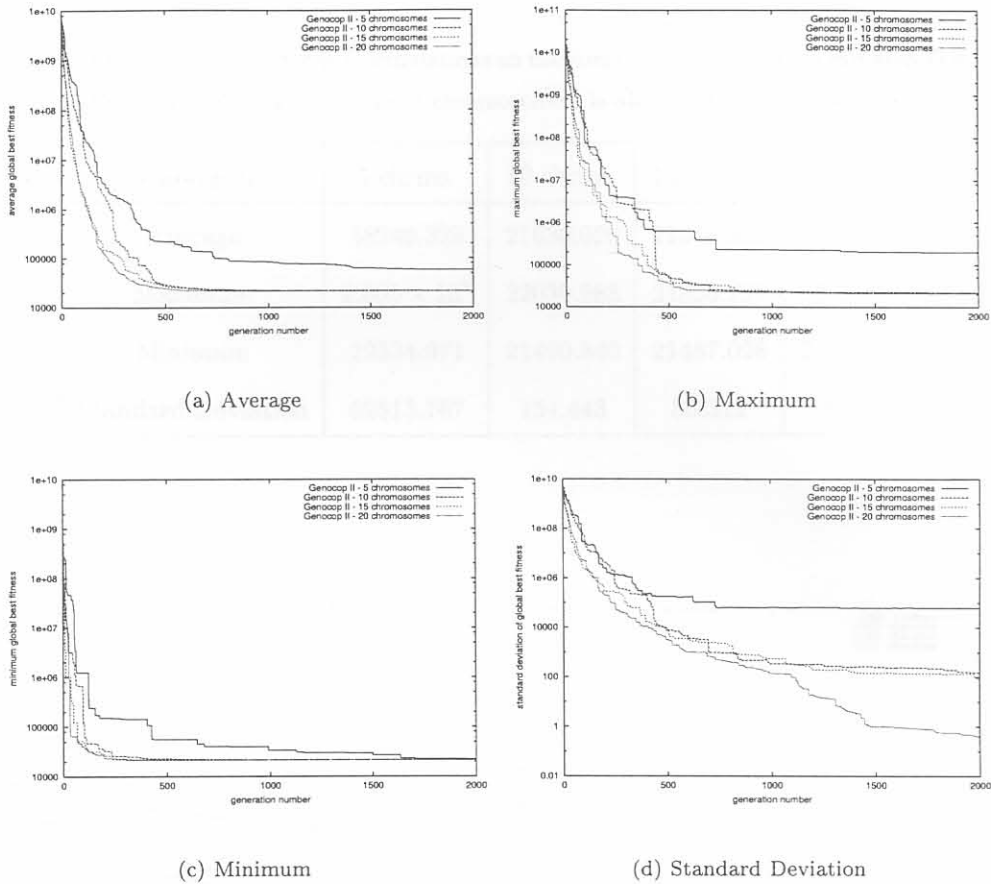 1e+10
1e+09
1e+08
1e+07
1e+06
100000
10000
average global best fitness
Genocop II - 5 chromosomes
Genocop II - 10 chromosomes
Genocop II - 15 chromosomes
Genocop II - 20 chromosomes
0 500 1000 1500 2000
generation number
(a) Average
1e+11
1e+10
1e+09
1e+08
1e+07
1e+06
100000
10000
maximum global best fitness
Genocop II - 5 chromosomes
Genocop II - 10 chromosomes
Genocop II - 15 chromosomes
Genocop II - 20 chromosomes
0 500 1000 1500 2000
generation number
(b) Maximum
1e+10
1e+09
1e+08
1e+07
1e+06
100000
10000
minimum global best fitness
Genocop II - 5 chromosomes
Genocop II - 10 chromosomes
Genocop II - 15 chromosomes
Genocop II - 20 chromosomes
0 500 1000 1500 2000
generation number
(c) Minimum
1e+10
1e+08
1e+06
10000
100
1
0.01
standard deviation of global best fitness
Genocop II - 5 chromosomes
Genocop II - 10 chromosomes
Genocop II - 15 chromosomes
Genocop II - 20 chromosomes
0 500 1000 1500 2000
generation number
(d) Standard Deviation